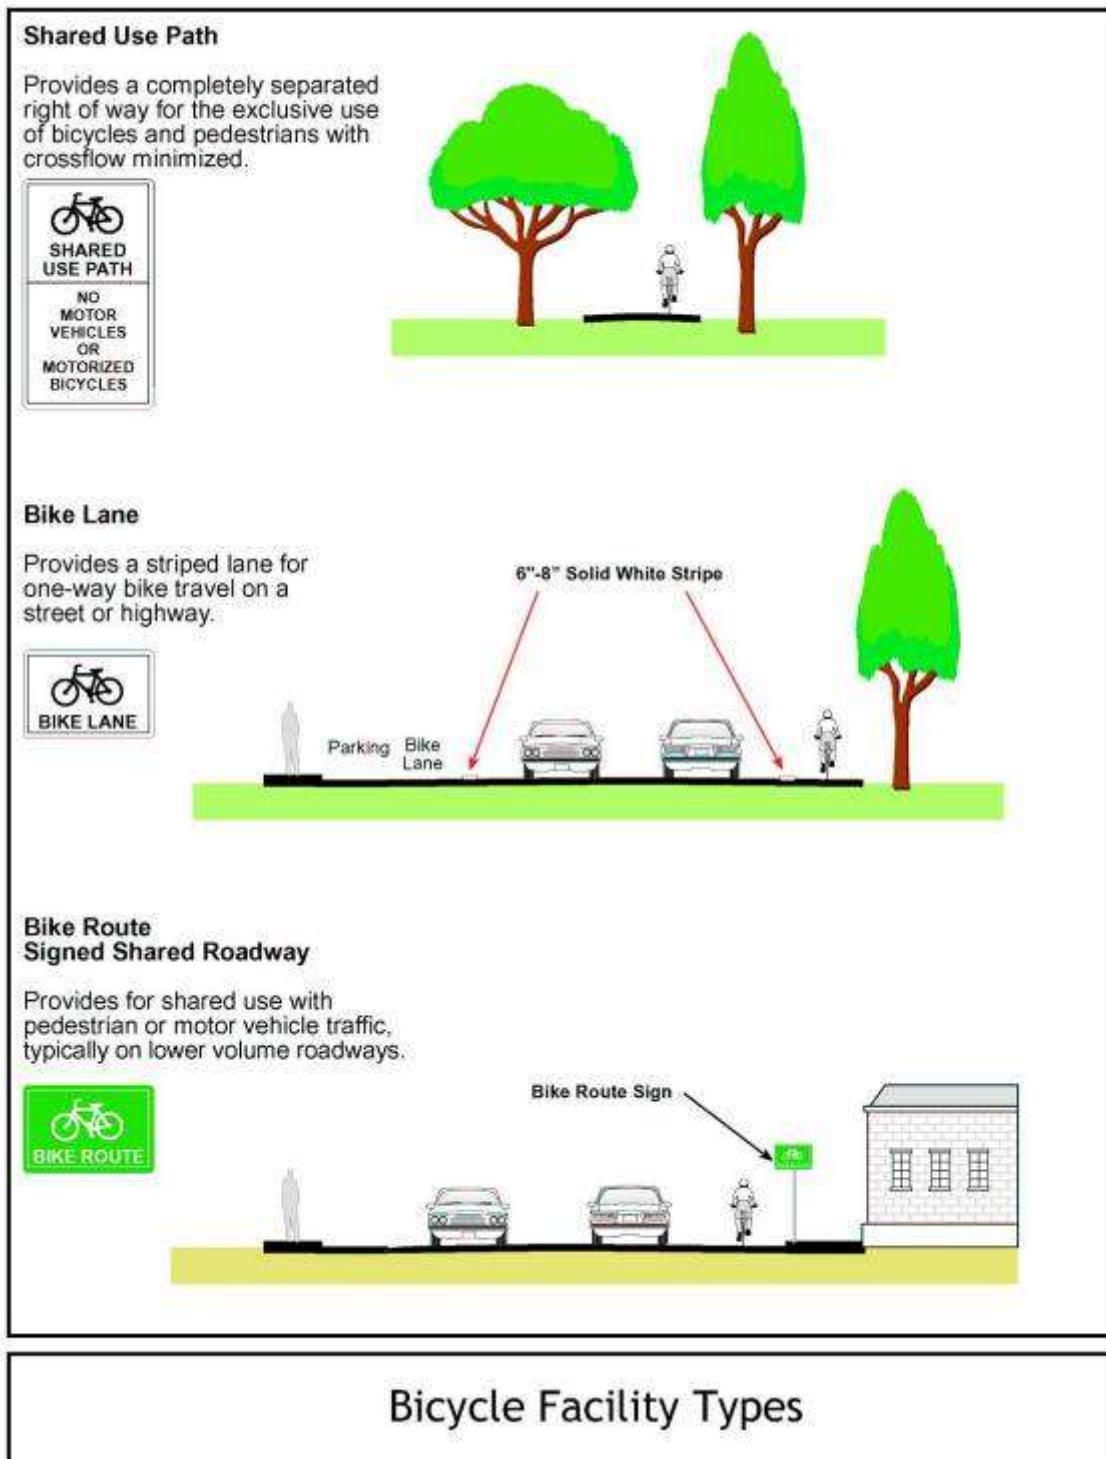 Shared Use Path
Provides a completely separated
right of way for the exclusive use
of bicycles and pedestrians with
crossflow minimized.
SHARED
USE PATH
NO
MOTOR
VEHICLES
OR
MOTORIZED
BICYCLES
Bike Lane
Provides a striped lane for
one-way bike travel on a
street or highway.
BIKE LANE
6"-8" Solid White Stripe
Parking
Bike
Lane
Bike Route
Signed Shared Roadway
Provides for shared use with
pedestrian or motor vehicle traffic,
typically on lower volume roadways.
BIKE ROUTE
Bike Route Sign
Bicycle Facility Types